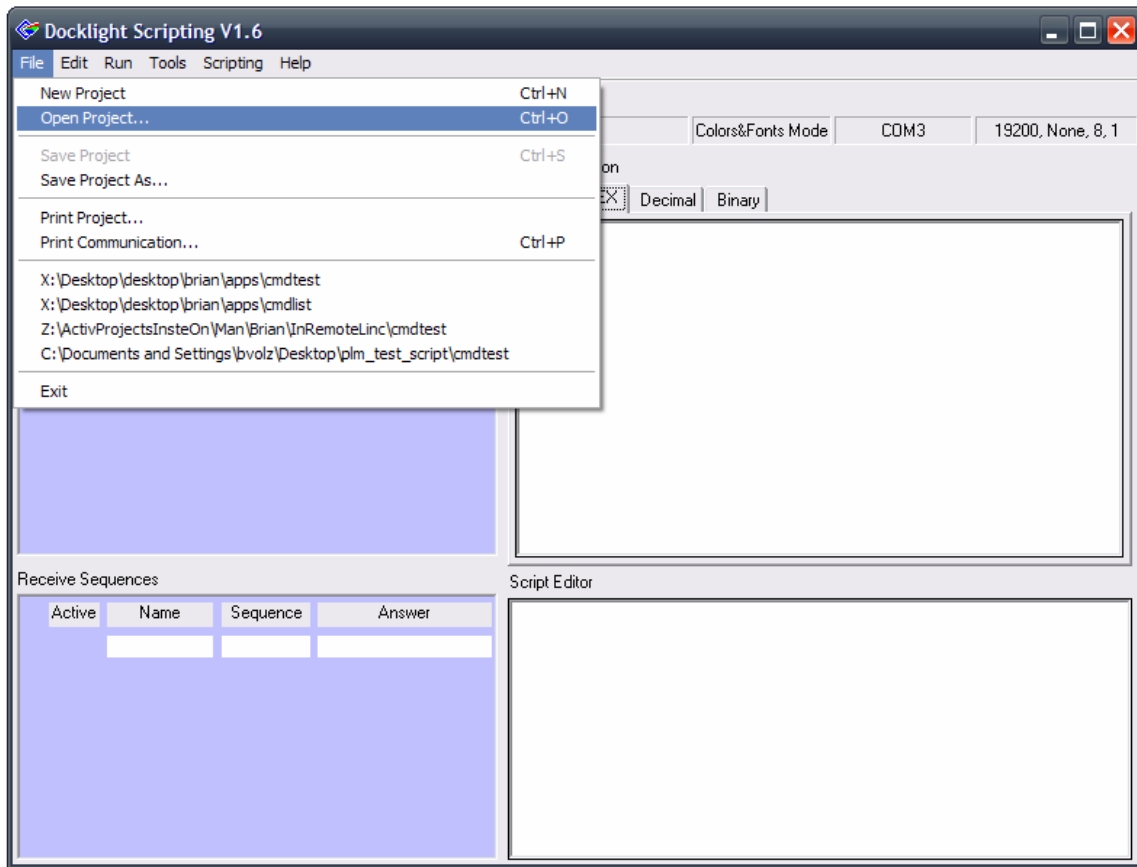 Docklight Scripting V1.6
File Edit Run Tools Scripting Help
New Project Ctrl+N
Open Project... Ctrl+O
Save Project Ctrl+S
Save Project As...
Print Project...
Print Communication... Ctrl+P
X:\Desktop\desktop\brian\apps\cmdtest
X:\Desktop\desktop\brian\apps\cmdlist
Z:\ActivProjectsInsteOn\Man\Brian\InRemoteLinc\cmdtest
C:\Documents and Settings\bvolz\Desktop\plm_test_script\cmdtest
Exit
Colors&Fonts Mode COM3 19200, None, 8, 1
on
EX Decimal Binary
Receive Sequences
Active Name Sequence Answer
Script Editor